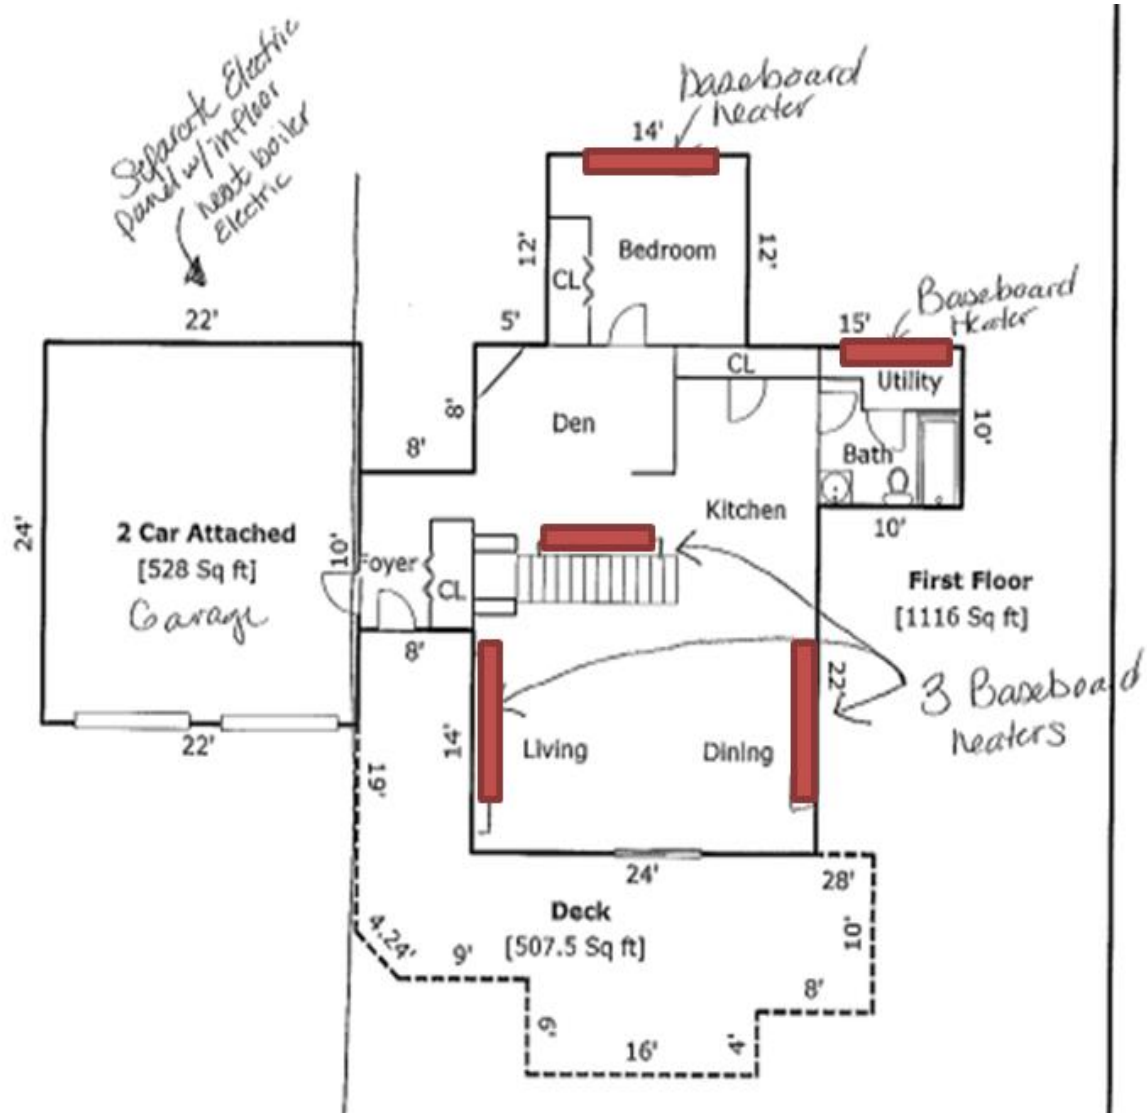 Separate Electric
panel w/ infloor
heat boiler
Electric
Baseboard
heater
14'
12'
Bedroom
12'
CL
Baseboard
Heater
22'
5'
15'
CL
Utility
8'
Den
10'
8'
Bath
Kitchen
24'
2 Car Attached
[528 Sq ft]
Garage
10'
Foyer
CL
10'
First Floor
[1116 Sq ft]
8'
22'
3 Baseboard
heaters
14'
Living
Dining
22'
19'
24'
28'
Deck
[507.5 Sq ft]
10'
4.24'
9'
8'
6'
16'
4'